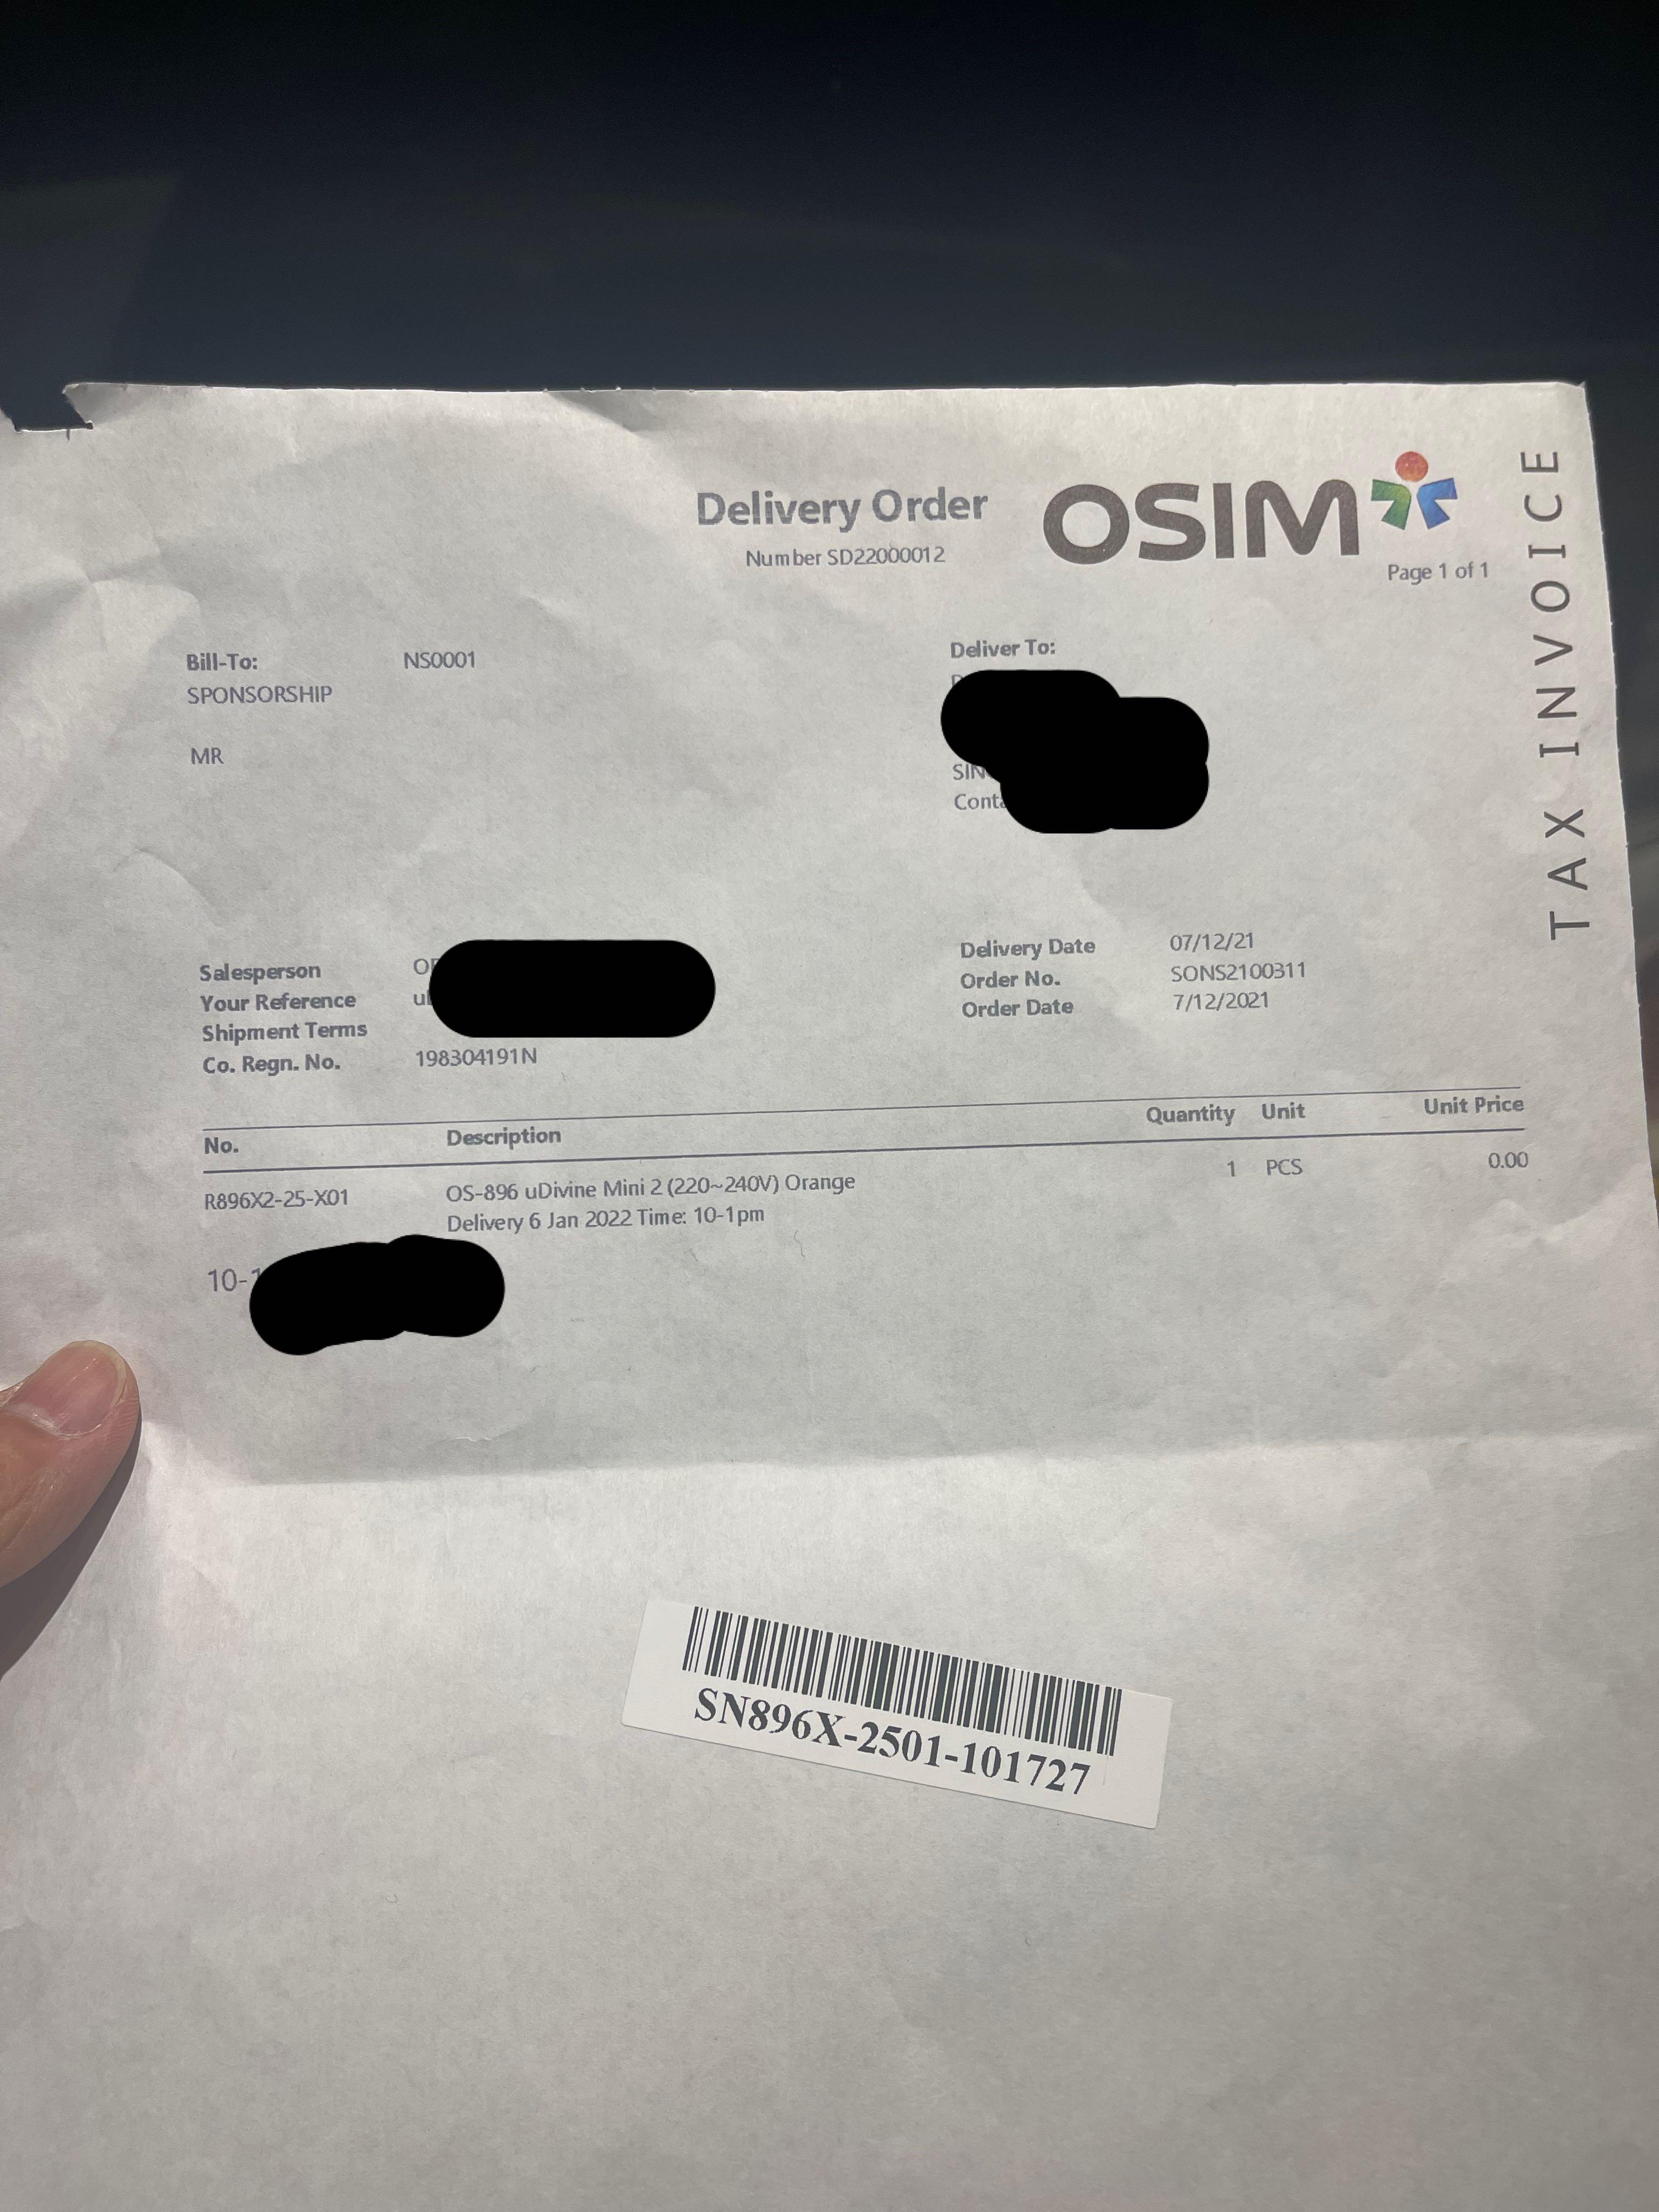 Delivery Order
Number SD22000012
OSIM
Page 1 of 1
TAX INVOICE
Bill-To: NS0001
SPONSORSHIP
MR
Deliver To:
Salesperson
Your Reference
Shipment Terms
Co. Regn. No. 198304191N
Delivery Date 07/12/21
Order No. SONS2100311
Order Date 7/12/2021
No. Description Quantity Unit Unit Price
R896X2-25-X01 OS-896 uDivine Mini 2 (220~240V) Orange 1 PCS 0.00
Delivery 6 Jan 2022 Time: 10-1pm
SN896X-2501-101727